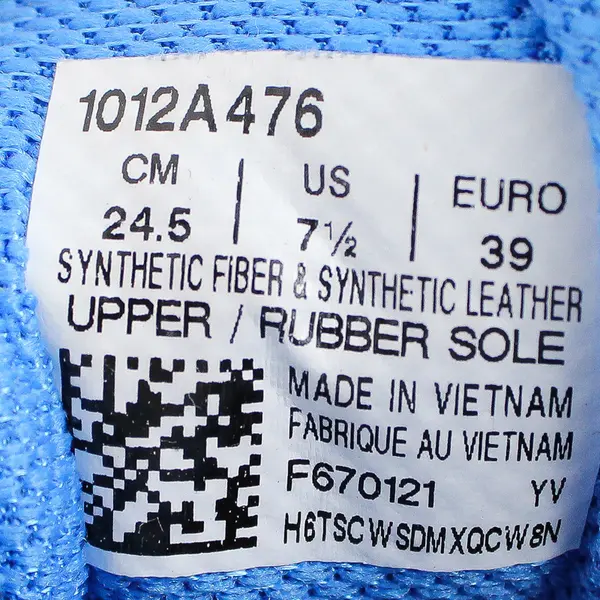 1012A476
CM | US | EURO
24.5 | 7½ | 39
SYNTHETIC FIBER & SYNTHETIC LEATHER
UPPER / RUBBER SOLE
MADE IN VIETNAM
FABRIQUE AU VIETNAM
F670121 YV
H6TSCWSDMXQCW8N